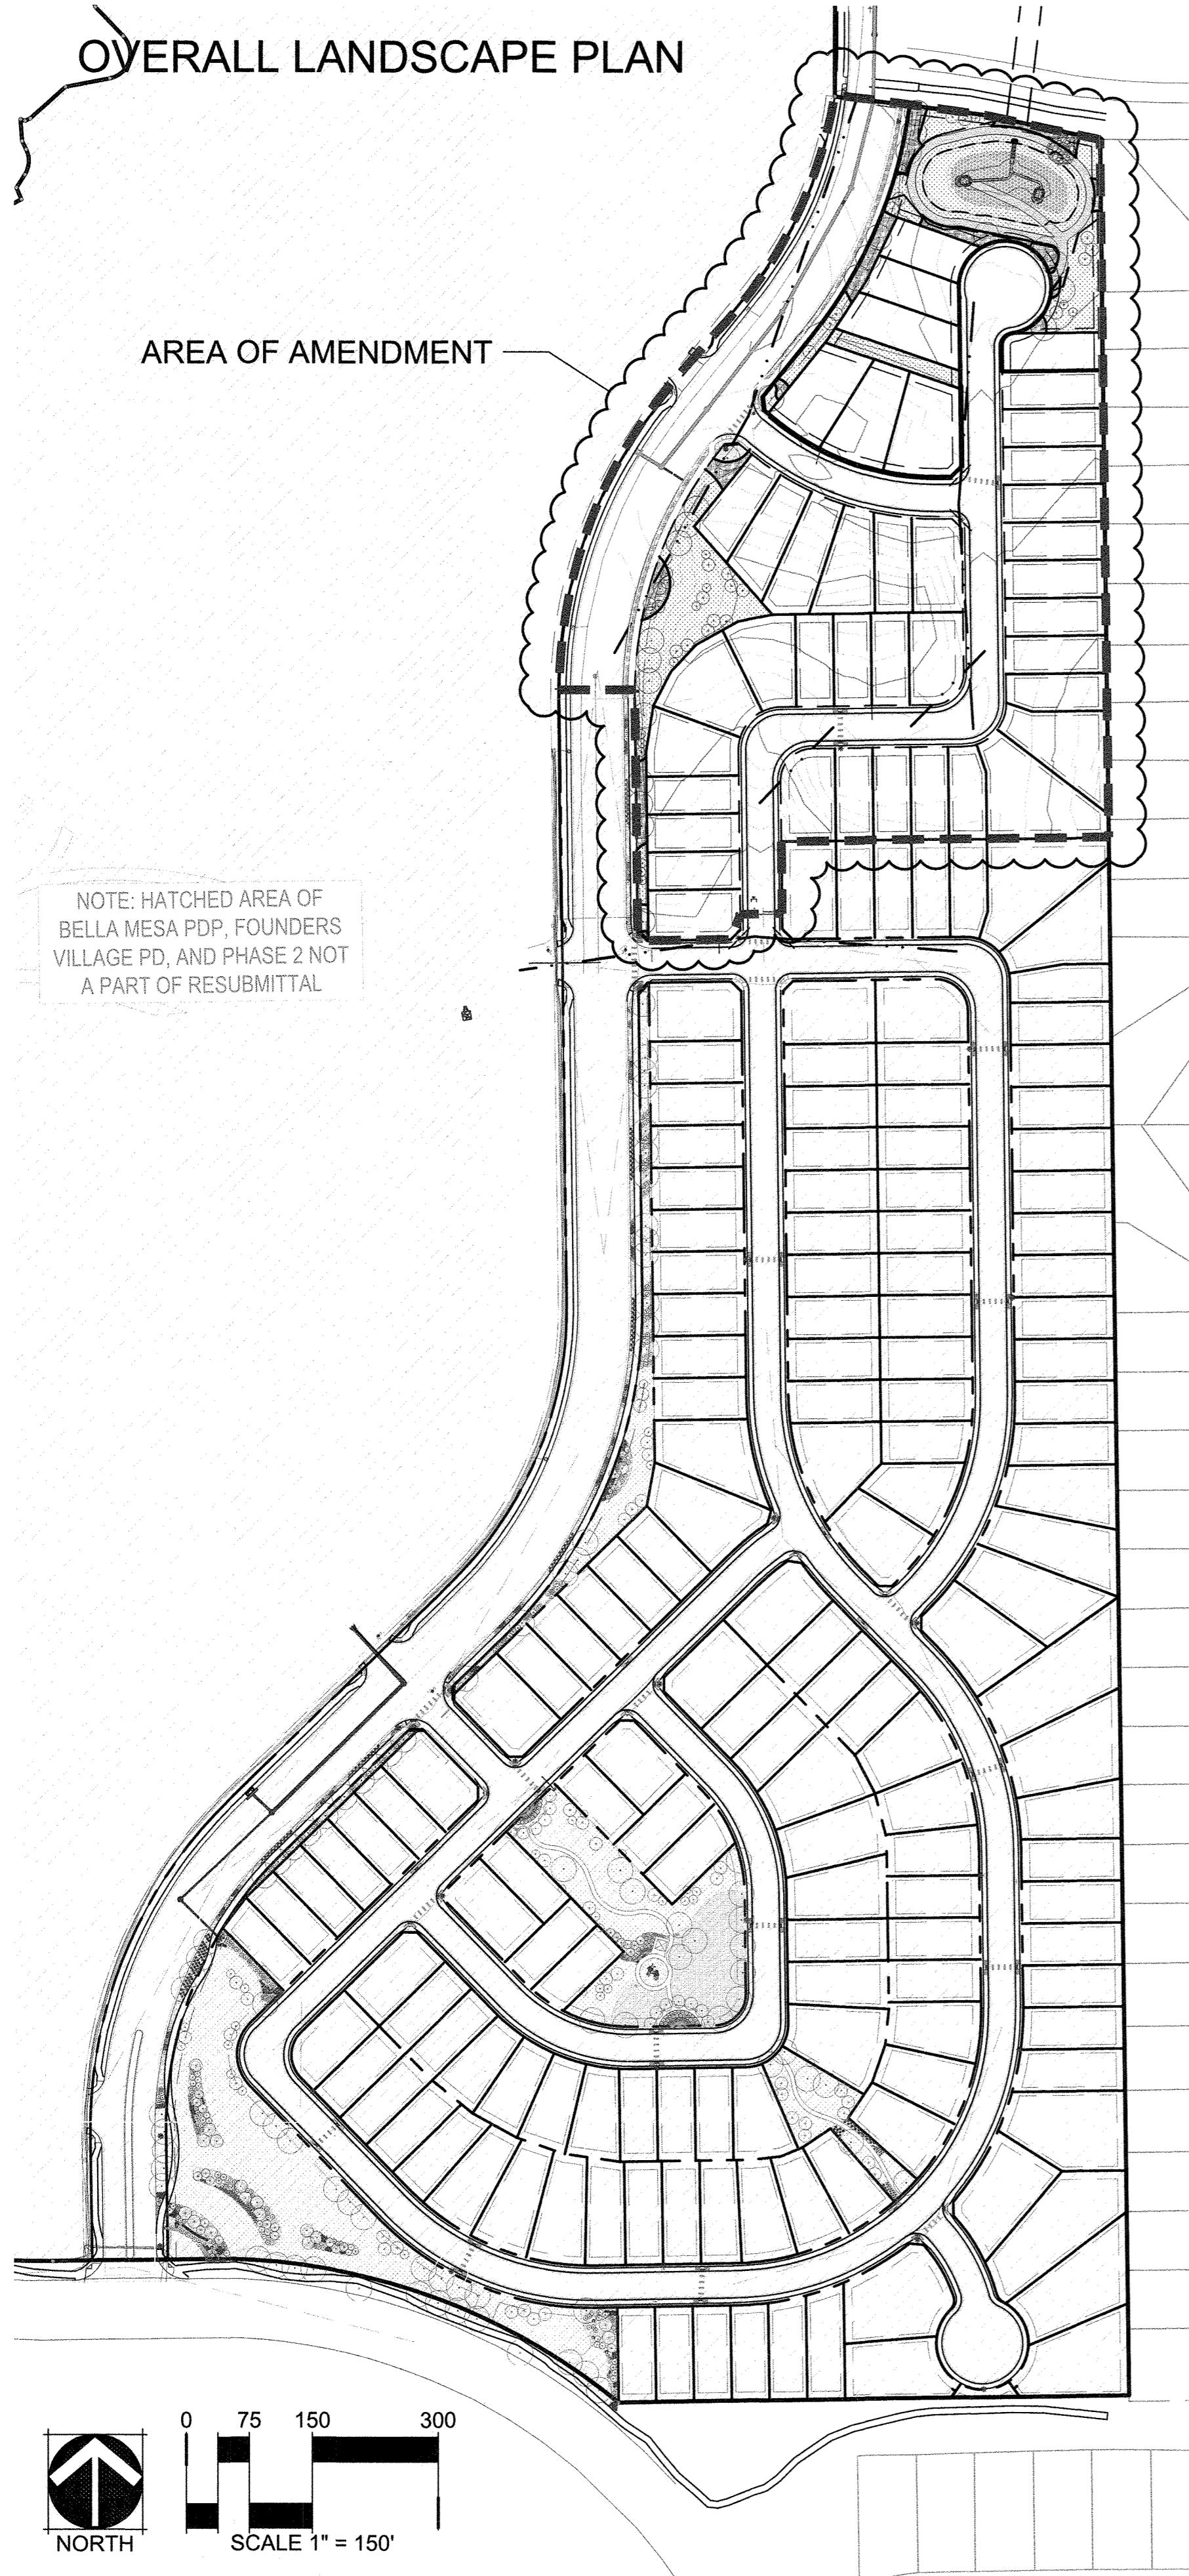 OVERALL LANDSCAPE PLAN
AREA OF AMENDMENT
NOTE: HATCHED AREA OF
BELLA MESA PDP, FOUNDERS
VILLAGE PD, AND PHASE 2 NOT
A PART OF RESUBMITTAL
0 75 150 300
NORTH
SCALE 1" = 150'